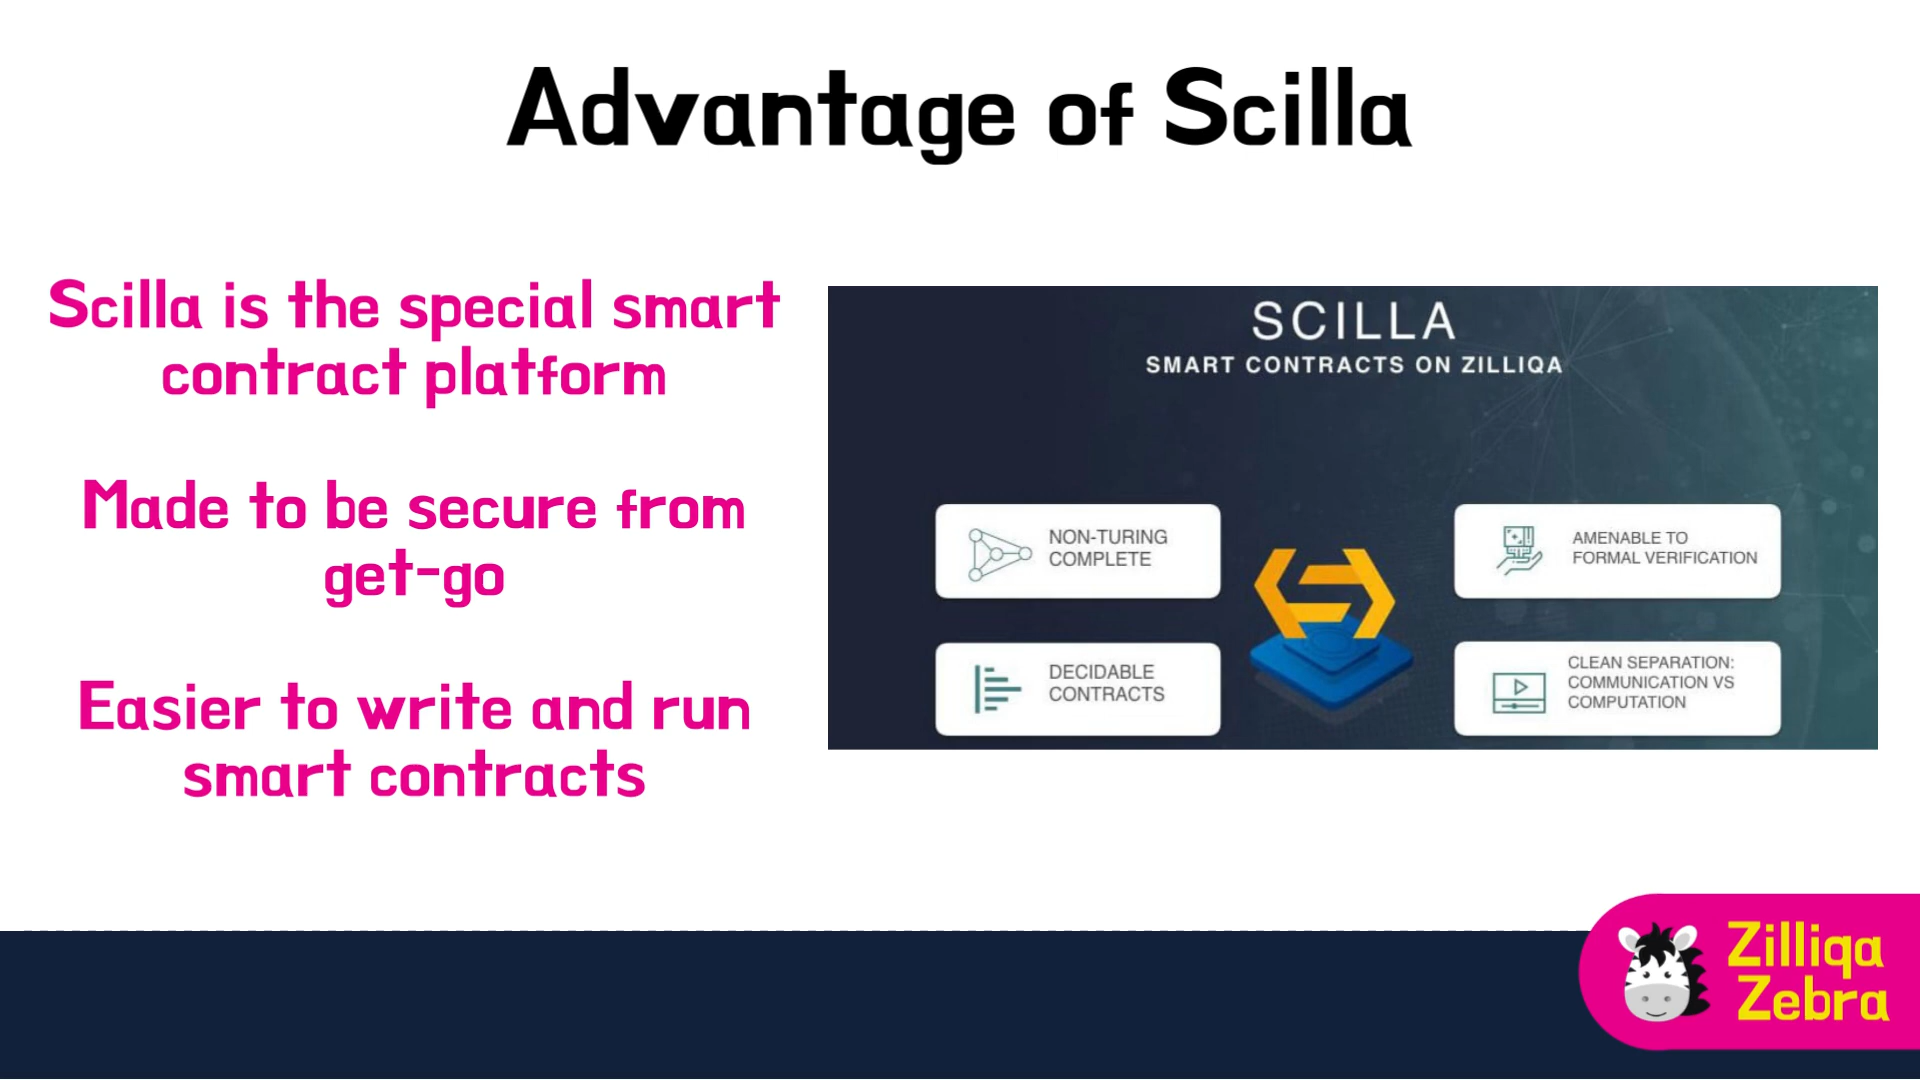 Advantage of Scilla
Scilla is the special smart
contract platform
Made to be secure from
get-go
Easier to write and run
smart contracts
SCILLA
SMART CONTRACTS ON ZILLIQA
NON-TURING
COMPLETE
AMENABLE TO
FORMAL VERIFICATION
DECIDABLE
CONTRACTS
CLEAN SEPARATION:
COMMUNICATION VS
COMPUTATION
Zilliqa
Zebra